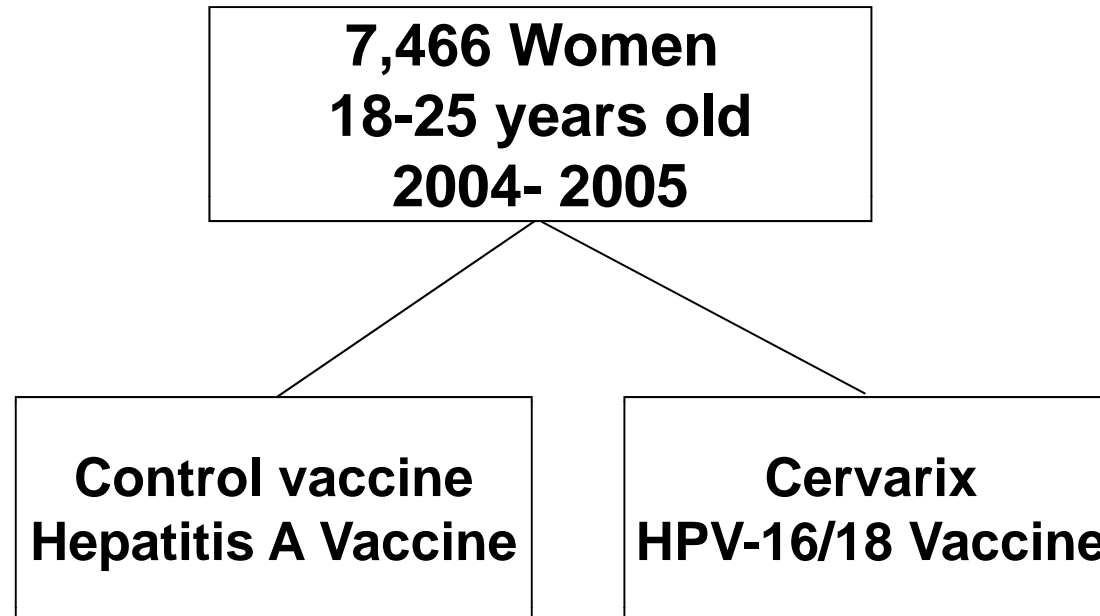 7,466 Women
18-25 years old
2004- 2005
Control vaccine
Hepatitis A Vaccine
Cervarix
HPV-16/18 Vaccine